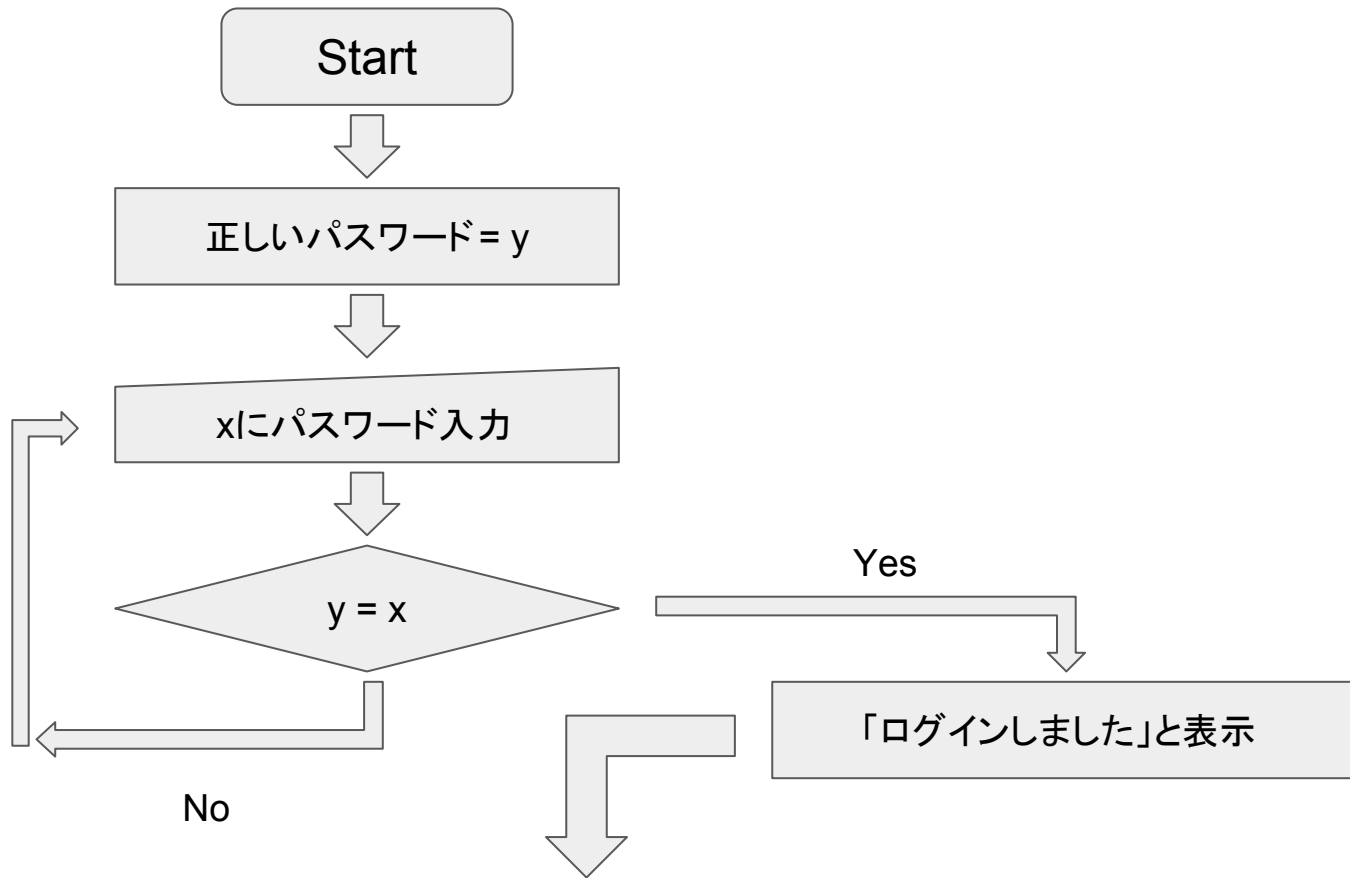 Start
正しいパスワード= y
xにパスワード入力
y = x
Yes
「ログインしました」と表示
No